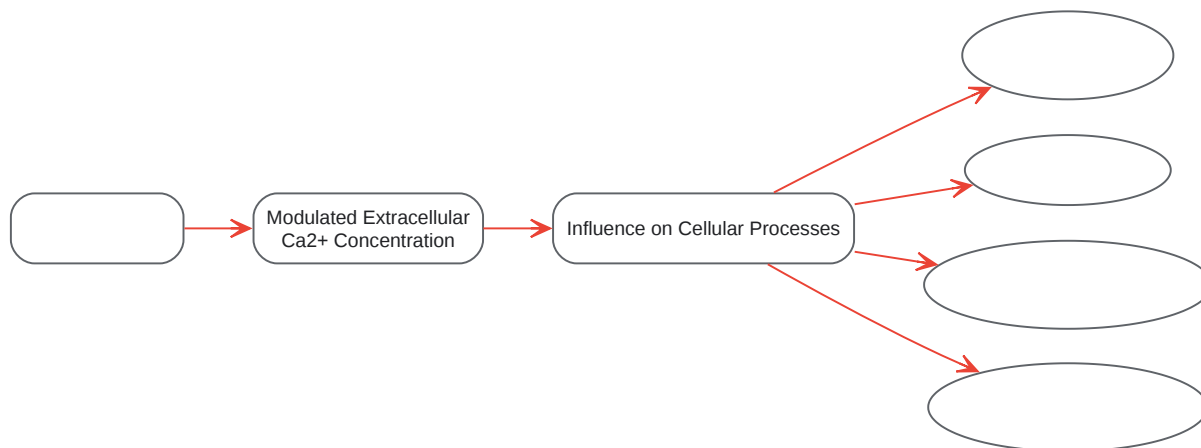 Modulated Extracellular
Ca2+ Concentration
Influence on Cellular Processes